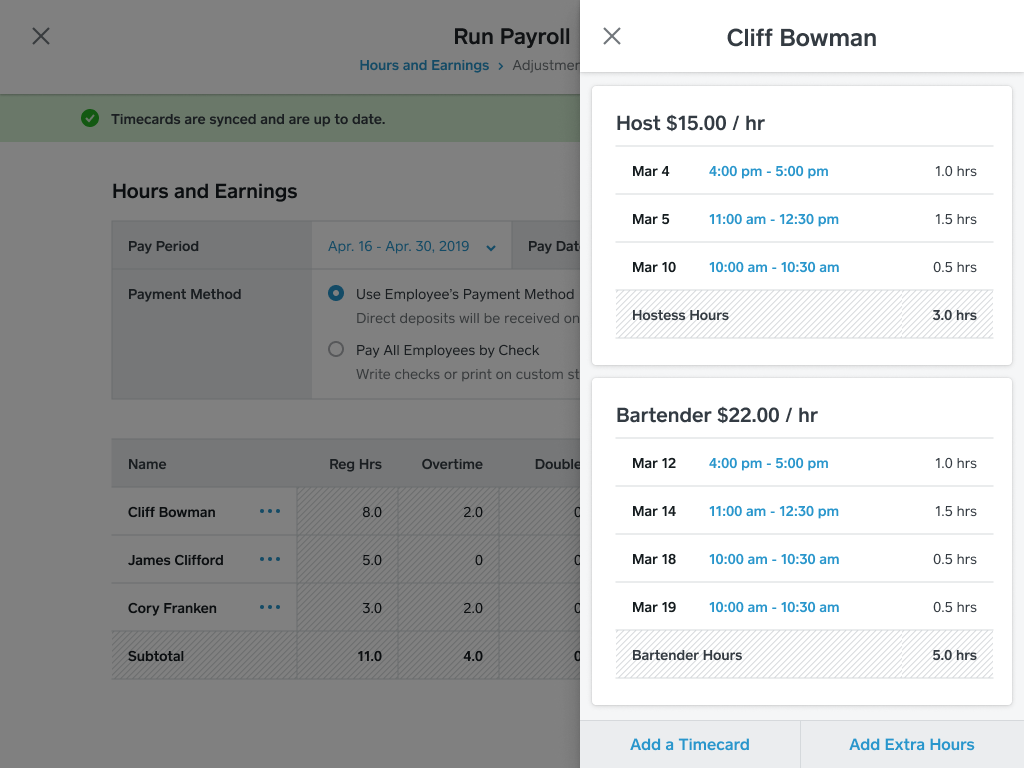 Run Payroll
Hours and Earnings > Adjustmen
Timecards are synced and are up to date.
Hours and Earnings
Pay Period Apr. 16 - Apr. 30, 2019 Pay Date
Payment Method Use Employee's Payment Method
Direct deposits will be received on
Pay All Employees by Check
Write checks or print on custom st
Name Reg Hrs Overtime Double
Cliff Bowman ••• 8.0 2.0 0
James Clifford ••• 5.0 0 0
Cory Franken ••• 3.0 2.0 0
Subtotal 11.0 4.0 0
Cliff Bowman
Host $15.00 / hr
Mar 4 4:00 pm - 5:00 pm 1.0 hrs
Mar 5 11:00 am - 12:30 pm 1.5 hrs
Mar 10 10:00 am - 10:30 am 0.5 hrs
Hostess Hours 3.0 hrs
Bartender $22.00 / hr
Mar 12 4:00 pm - 5:00 pm 1.0 hrs
Mar 14 11:00 am - 12:30 pm 1.5 hrs
Mar 18 10:00 am - 10:30 am 0.5 hrs
Mar 19 10:00 am - 10:30 am 0.5 hrs
Bartender Hours 5.0 hrs
Add a Timecard Add Extra Hours